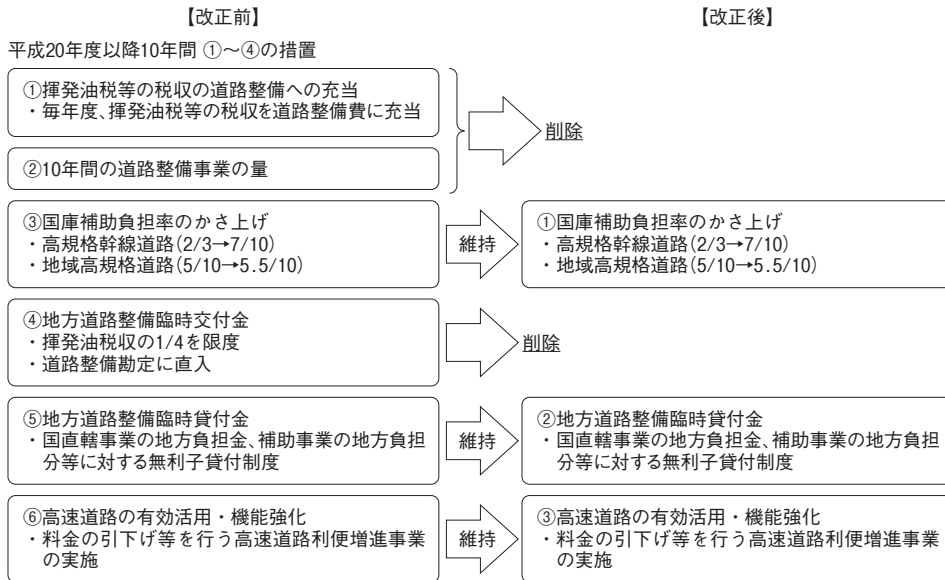 【改正前】
【改正後】
平成20年度以降10年間 ①～④の措置
①揮発油税等の税収の道路整備への充当
・毎年度、揮発油税等の税収を道路整備費に充当
②10年間の道路整備事業の量
削除
③国庫補助負担率のかさ上げ
・高規格幹線道路(2/3→7/10)
・地域高規格道路(5/10→5.5/10)
維持
①国庫補助負担率のかさ上げ
・高規格幹線道路(2/3→7/10)
・地域高規格道路(5/10→5.5/10)
④地方道路整備臨時交付金
・揮発油税収の1/4を限度
・道路整備勘定に直入
削除
⑤地方道路整備臨時貸付金
・国直轄事業の地方負担金、補助事業の地方負担
分等に対する無利子貸付制度
維持
②地方道路整備臨時貸付金
・国直轄事業の地方負担金、補助事業の地方負担
分等に対する無利子貸付制度
⑥高速道路の有効活用・機能強化
・料金の引下げ等を行う高速道路利便増進事業
の実施
維持
③高速道路の有効活用・機能強化
・料金の引下げ等を行う高速道路利便増進事業
の実施